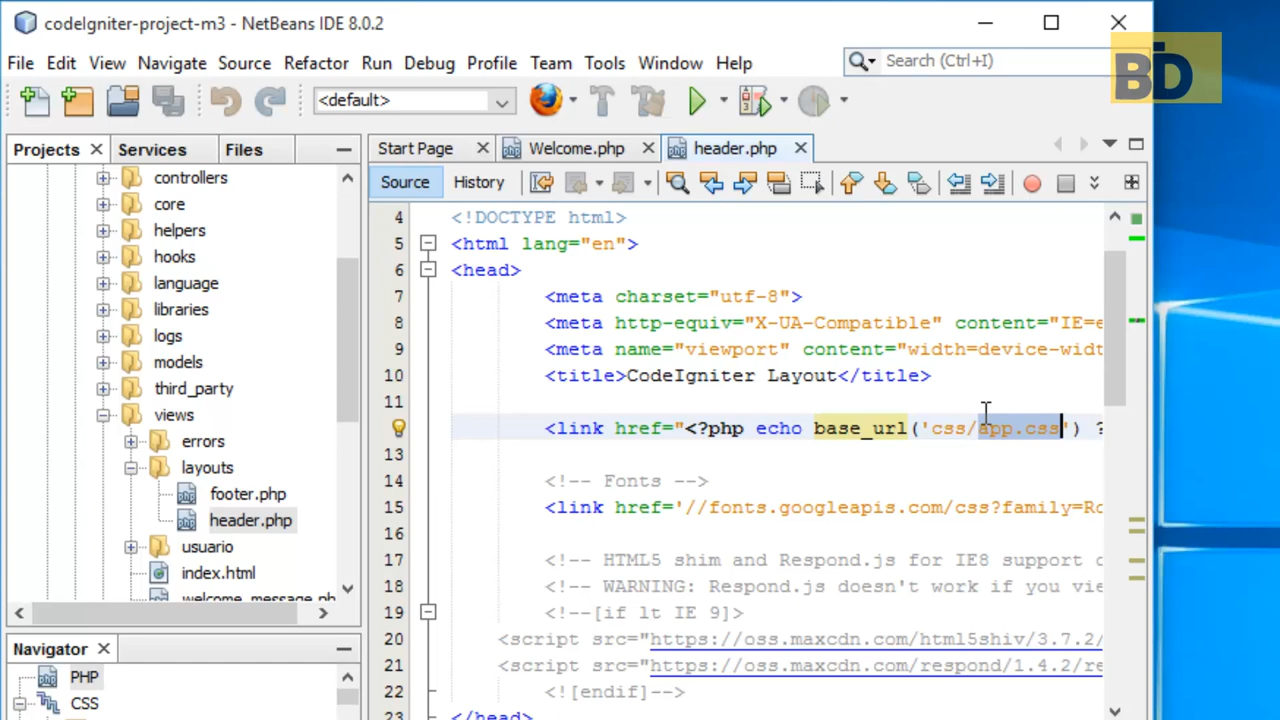 codeIgniter-project-m3 - NetBeans IDE 8.0.2
File Edit View Navigate Source Refactor Run Debug Profile Team Tools Window Help
Search (Ctrl+I)
BD
<default>
Projects Services Files
Start Page Welcome.php header.php
Source History
controllers
core
helpers
hooks
language
libraries
logs
models
third_party
views
errors
layouts
footer.php
header.php
usuario
index.html
welcome_message.ph
Navigator
PHP
CSS
4 <!DOCTYPE html>
5 <html lang="en">
6 <head>
7 <meta charset="utf-8">
8 <meta http-equiv="X-UA-Compatible" content="IE=e
9 <meta name="viewport" content="width=device-widt
10 <title>CodeIgniter Layout</title>
11
<link href="<?php echo base_url('css/app.css') ?
13
14 <!-- Fonts -->
15 <link href='//fonts.googleapis.com/css?family=Ro
16
17 <!-- HTML5 shim and Respond.js for IE8 support o
18 <!-- WARNING: Respond.js doesn't work if you vie
19 <!--[if lt IE 9]>
20 <script src="https://oss.maxcdn.com/html5shiv/3.7.2/
21 <script src="https://oss.maxcdn.com/respond/1.4.2/re
22 <![endif]-->
23 </head>